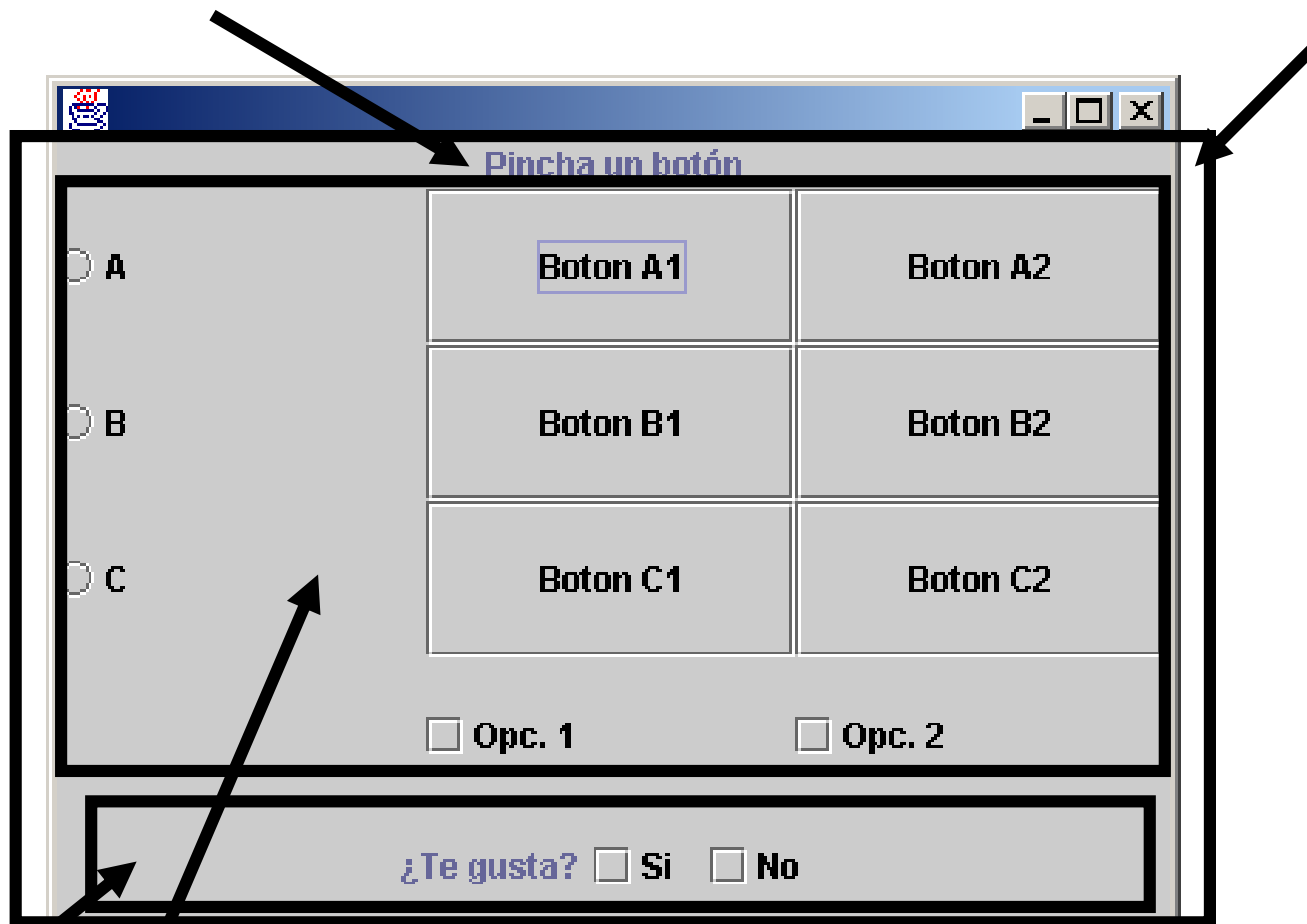 Pincha un botón
A Boton A1 Boton A2
B Boton B1 Boton B2
C Boton C1 Boton C2
Opc. 1 Opc. 2
¿Te gusta? Si No